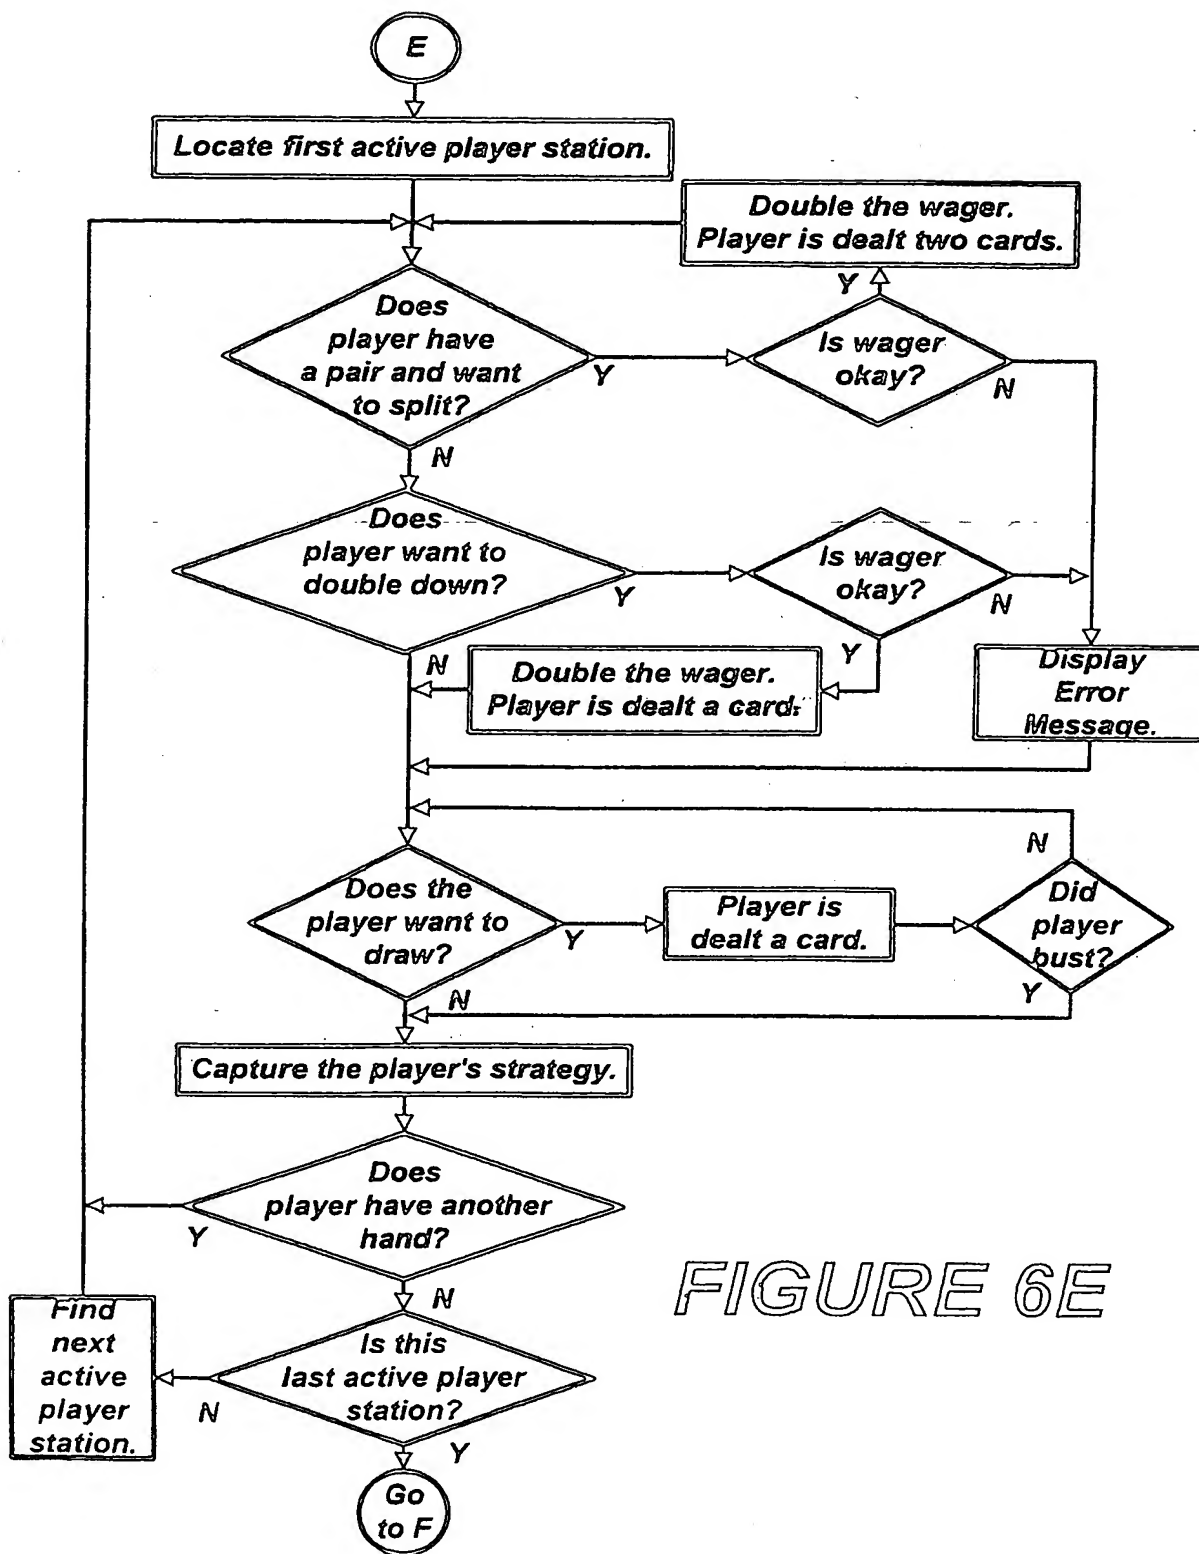 E
Locate first active player station.
Double the wager.
Player is dealt two cards.
Does
player have
a pair and want
to split?
Y
Y
Is wager
okay?
N
N
Does
player want to
double down?
Y
Is wager
okay?
N
Y
N
Double the wager.
Player is dealt a card.
Display
Error
Message.
N
Does the
player want to
draw?
Y
Player is
dealt a card.
Did
player
bust?
Y
N
Capture the player's strategy.
Does
player have another
hand?
Y
N
FIGURE 6E
Find
next
active
player
station.
Is this
last active player
station?
N
Y
Go
to F